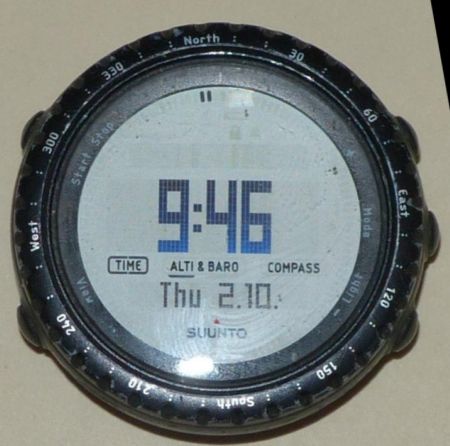 North
30
60
East
120
150
South
210
240
West
300
330
Start Stop
+
Mode
- Light
View
9:46
TIME ALTI & BARO COMPASS
Thu 2.10.
SUUNTO